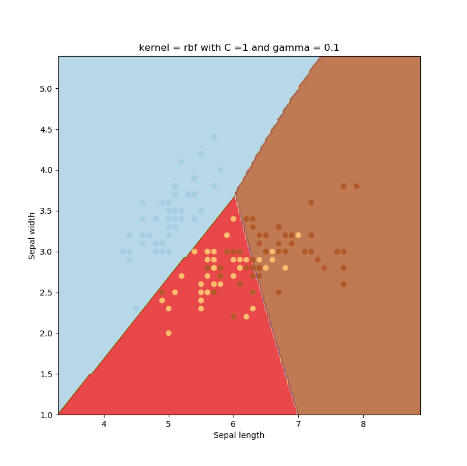 kernel = rbf with C =1 and gamma = 0.1
5.0
4.5
4.0
3.5
3.0
2.5
2.0
1.5
1.0
Sepal width
4 5 6 7 8
Sepal length